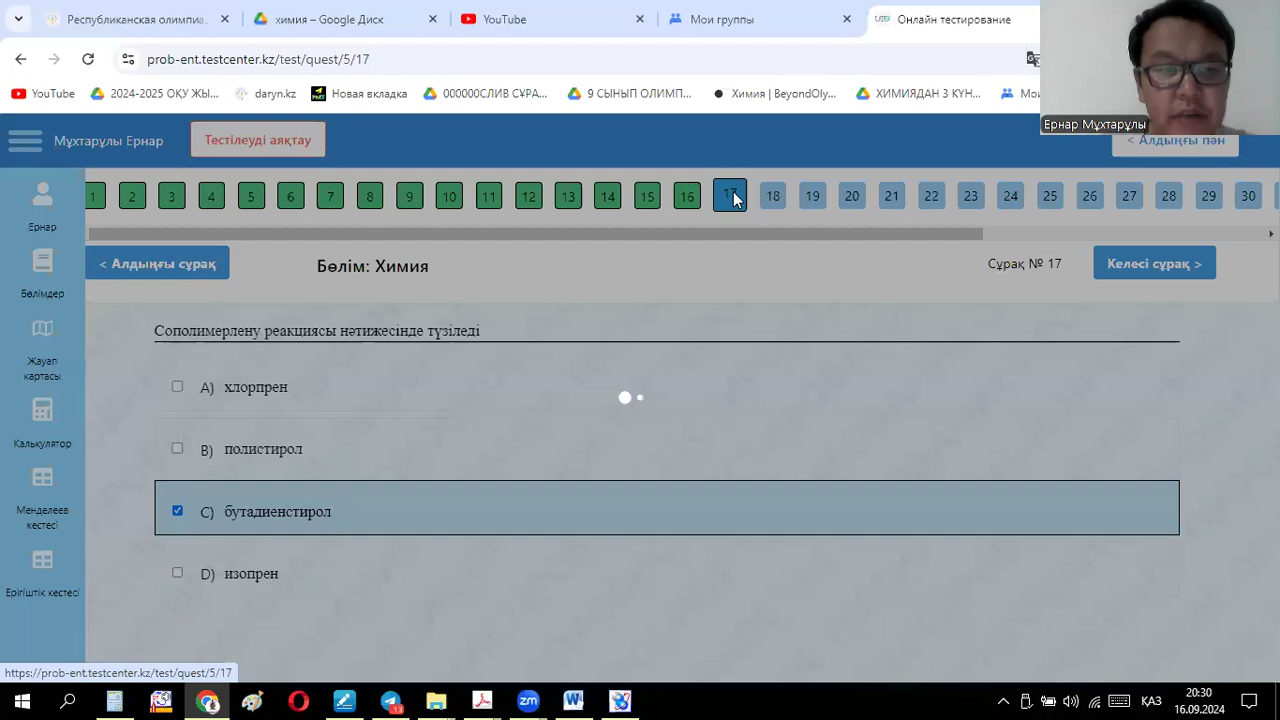 Республиканская олимпиа
химия – Google Диск
YouTube
Мои группы
Онлайн тестирование
prob-ent.testcenter.kz/test/quest/5/17
YouTube
2024-2025 ОҚУ ЖЫ...
daryn.kz
Новая вкладка
000000СЛИВ СҰРА...
9 СЫНЫП ОЛИМП...
Химия | BeyondOly...
ХИМИЯДАН 3 КҮН...
Мои
Ернар Мұхтарұлы
Мұхтарұлы Ернар
Тестілеуді аяқтау
< Алдыңғы пән
1 2 3 4 5 6 7 8 9 10 11 12 13 14 15 16 17 18 19 20 21 22 23 24 25 26 27 28 29 30
Ернар
Бөлімдер
Жауап
картасы
Калькулятор
Менделеев
кестесі
Ерігіштік кестесі
< Алдыңғы сұрақ
Бөлім: Химия
Сұрақ № 17
Келесі сұрақ >
Сополимерлену реакциясы нәтижесінде түзіледі
A) хлорпрен
B) полистирол
C) бутадиенстирол
D) изопрен
https://prob-ent.testcenter.kz/test/quest/5/17
13
zm
ҚАЗ
20:30
16.09.2024